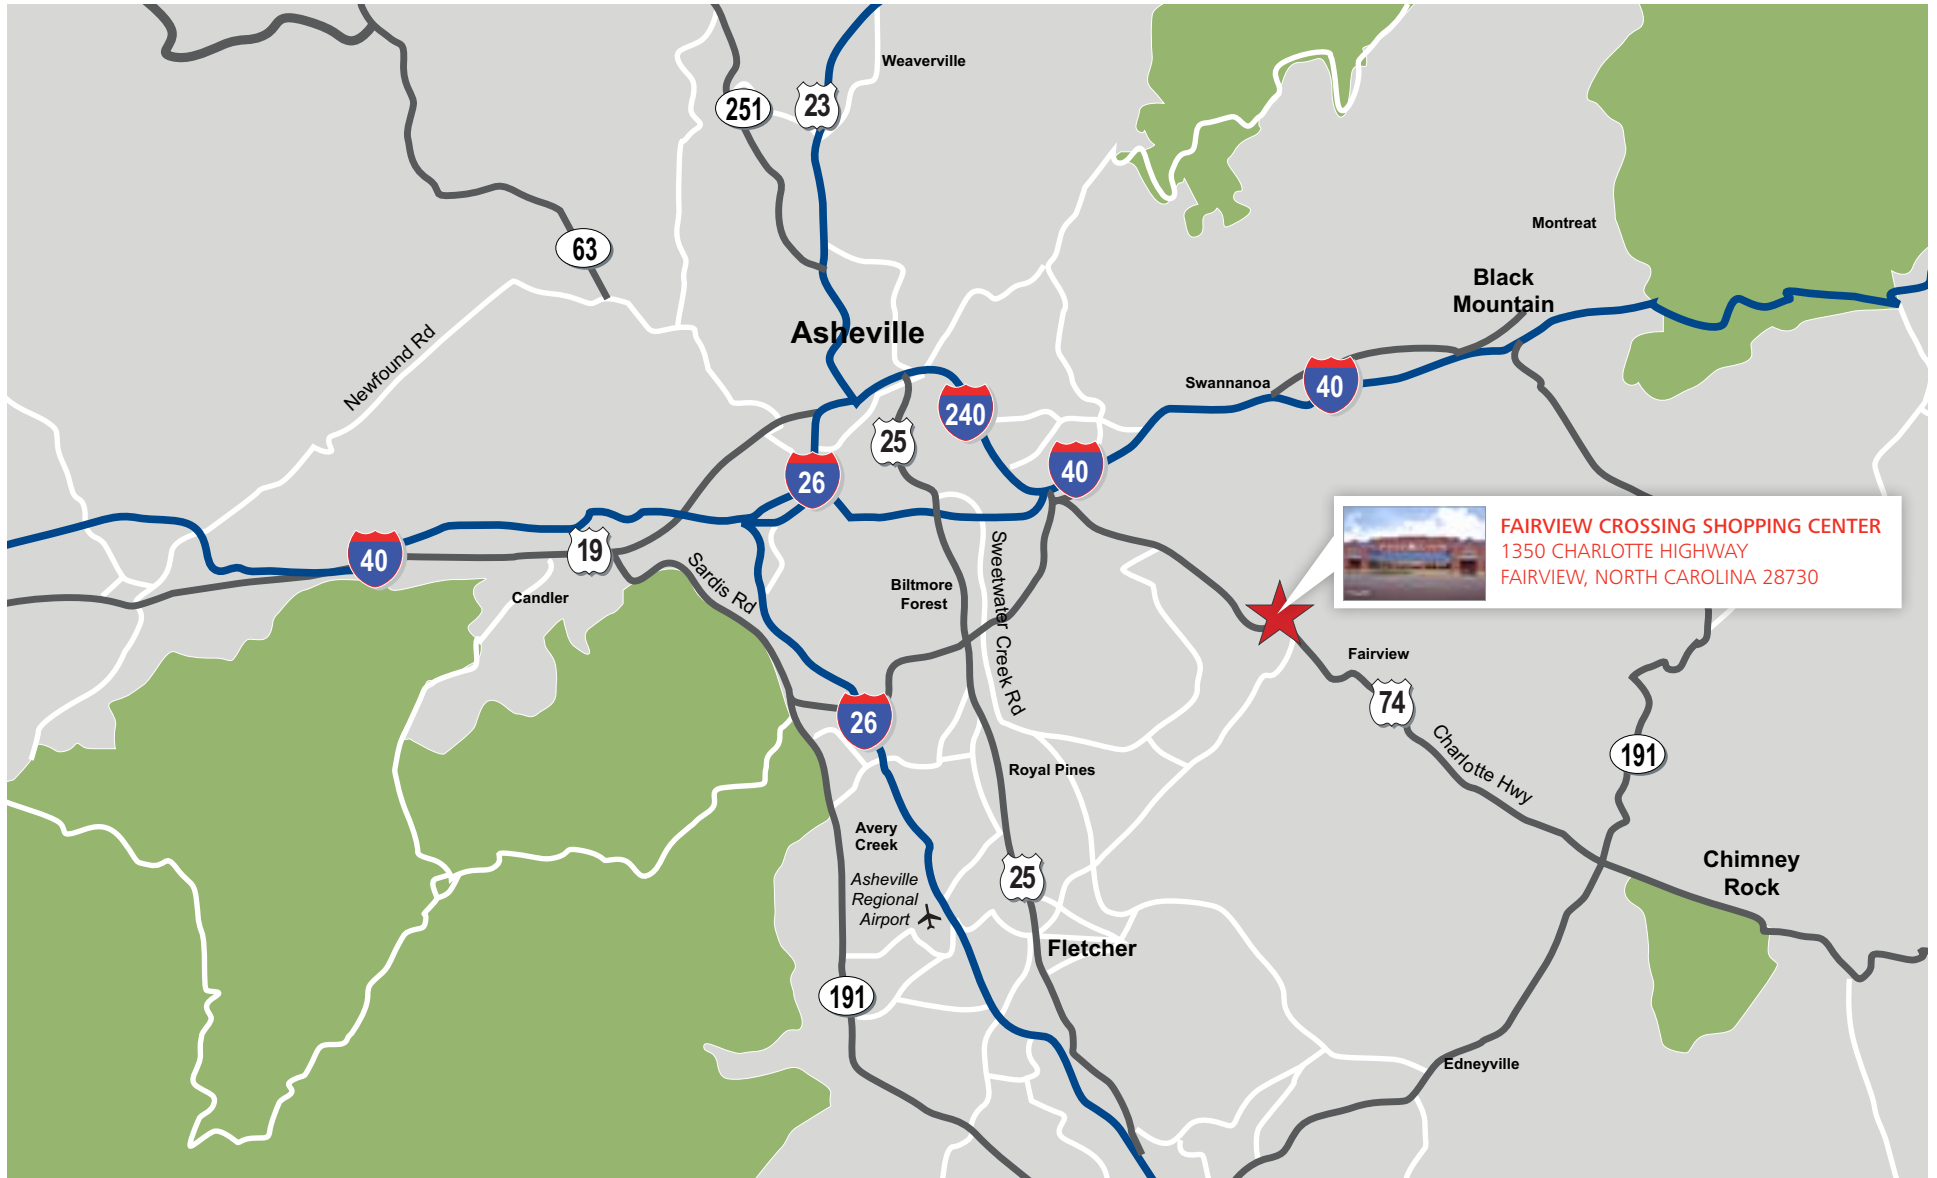 Weaverville
251
23
Montreat
63
Black
Mountain
Asheville
Newfound Rd
Swannanoa
40
240
25
40
26
FAIRVIEW CROSSING SHOPPING CENTER
1350 CHARLOTTE HIGHWAY
FAIRVIEW, NORTH CAROLINA 28730
40
19
Sardis Rd
Sweetwater Creek Rd
Candler
Biltmore
Forest
Fairview
74
26
Charlotte Hwy
191
Royal Pines
Avery
Creek
Chimney
Rock
25
Asheville
Regional
Airport
Fletcher
191
Edneyville